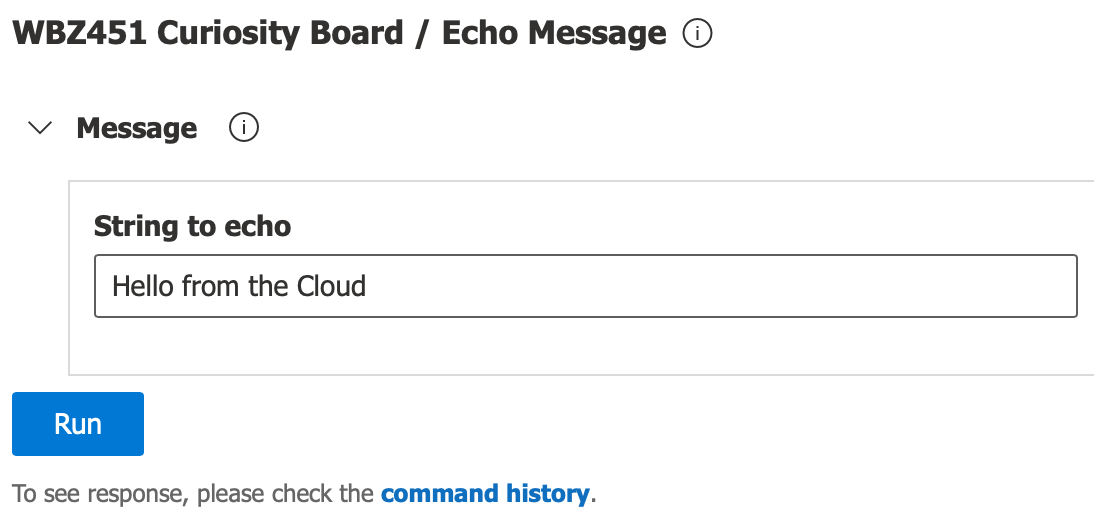 WBZ451 Curiosity Board / Echo Message
Message
String to echo
Hello from the Cloud
Run
To see response, please check the command history.